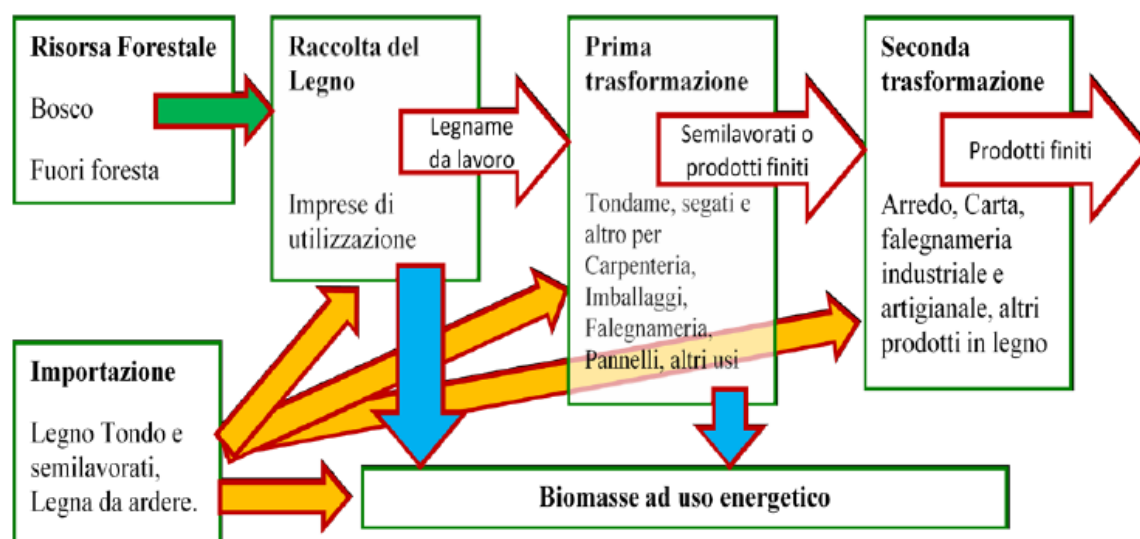 Risorsa Forestale
Bosco
Fuori foresta
Raccolta del
Legno
Legname
da lavoro
Imprese di
utilizzazione
Prima
trasformazione
Semilavorati o
prodotti finiti
Tondame, segati e
altro per
Carpenteria,
Imballaggi,
Falegnameria,
Pannelli, altri usi
Seconda
trasformazione
Prodotti finiti
Arredo, Carta,
falegnameria
industriale e
artigianale, altri
prodotti in legno
Importazione
Legno Tondo e
semilavorati,
Legna da ardere.
Biomasse ad uso energetico